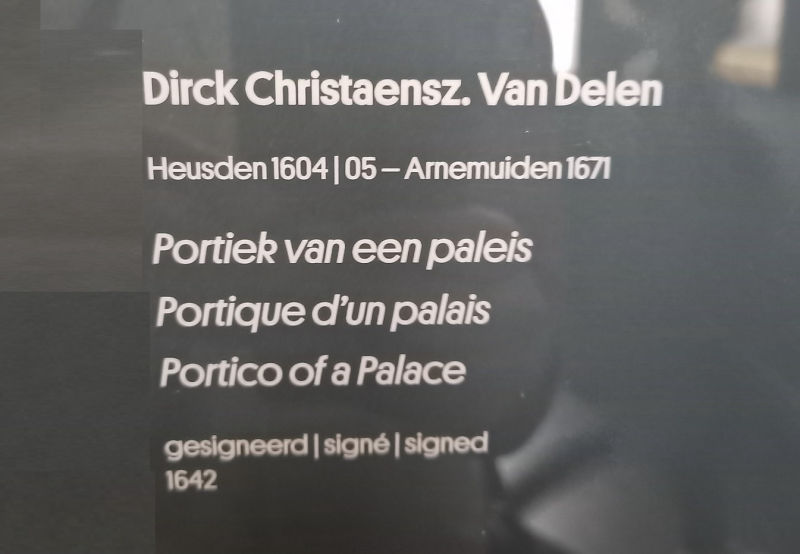 Dirck Christaensz. Van Delen
Heusden 1604 | 05 – Arnemuiden 1671
Portiek van een paleis
Portique d’un palais
Portico of a Palace
gesigneerd | signé | signed
1642